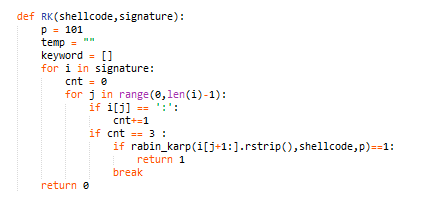 def RK(shellcode,signature):
    p = 101
    temp = ""
    keyword = []
    for i in signature:
        cnt = 0
        for j in range(0,len(i)-1):
            if i[j] == ':':
                cnt+=1
            if cnt == 3 :
                if rabin_karp(i[j+1:].rstrip(),shellcode,p)==1:
                    return 1
                break
    return 0